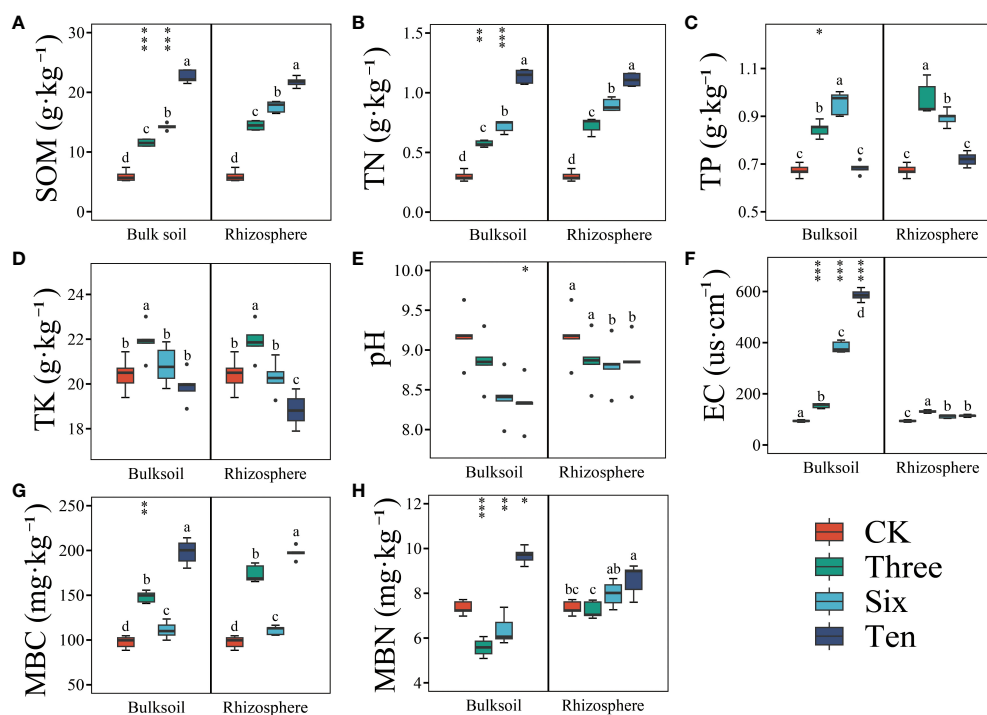 A
SOM (g·kg⁻¹)
30
20
10
0
***
***
d
c
b
a
d
c
b
a
Bulk soil
Rhizosphere
B
TN (g·kg⁻¹)
1.5
1.0
0.5
0.0
**
***
d
c
b
a
d
c
b
a
Bulksoil
Rhizosphere
C
TP (g·kg⁻¹)
1.1
0.9
0.7
0.5
*
c
b
a
c
c
a
b
c
Bulksoil
Rhizosphere
D
TK (g·kg⁻¹)
22
20
18
24
b
a
b
b
b
a
b
c
Bulksoil
Rhizosphere
E
pH
10.0
9.5
9.0
8.5
8.0
*
a
a
b
b
Bulksoil
Rhizosphere
F
EC (us·cm⁻¹)
600
400
200
0
***
***
***
a
b
c
d
c
a
b
b
Bulksoil
Rhizosphere
G
MBC (mg·kg⁻¹)
250
200
150
100
50
**
d
b
c
a
d
b
c
a
Bulksoil
Rhizosphere
H
MBN (mg·kg⁻¹)
12
10
8
6
4
***
**
*
bc
c
ab
a
Bulksoil
Rhizosphere
CK
Three
Six
Ten